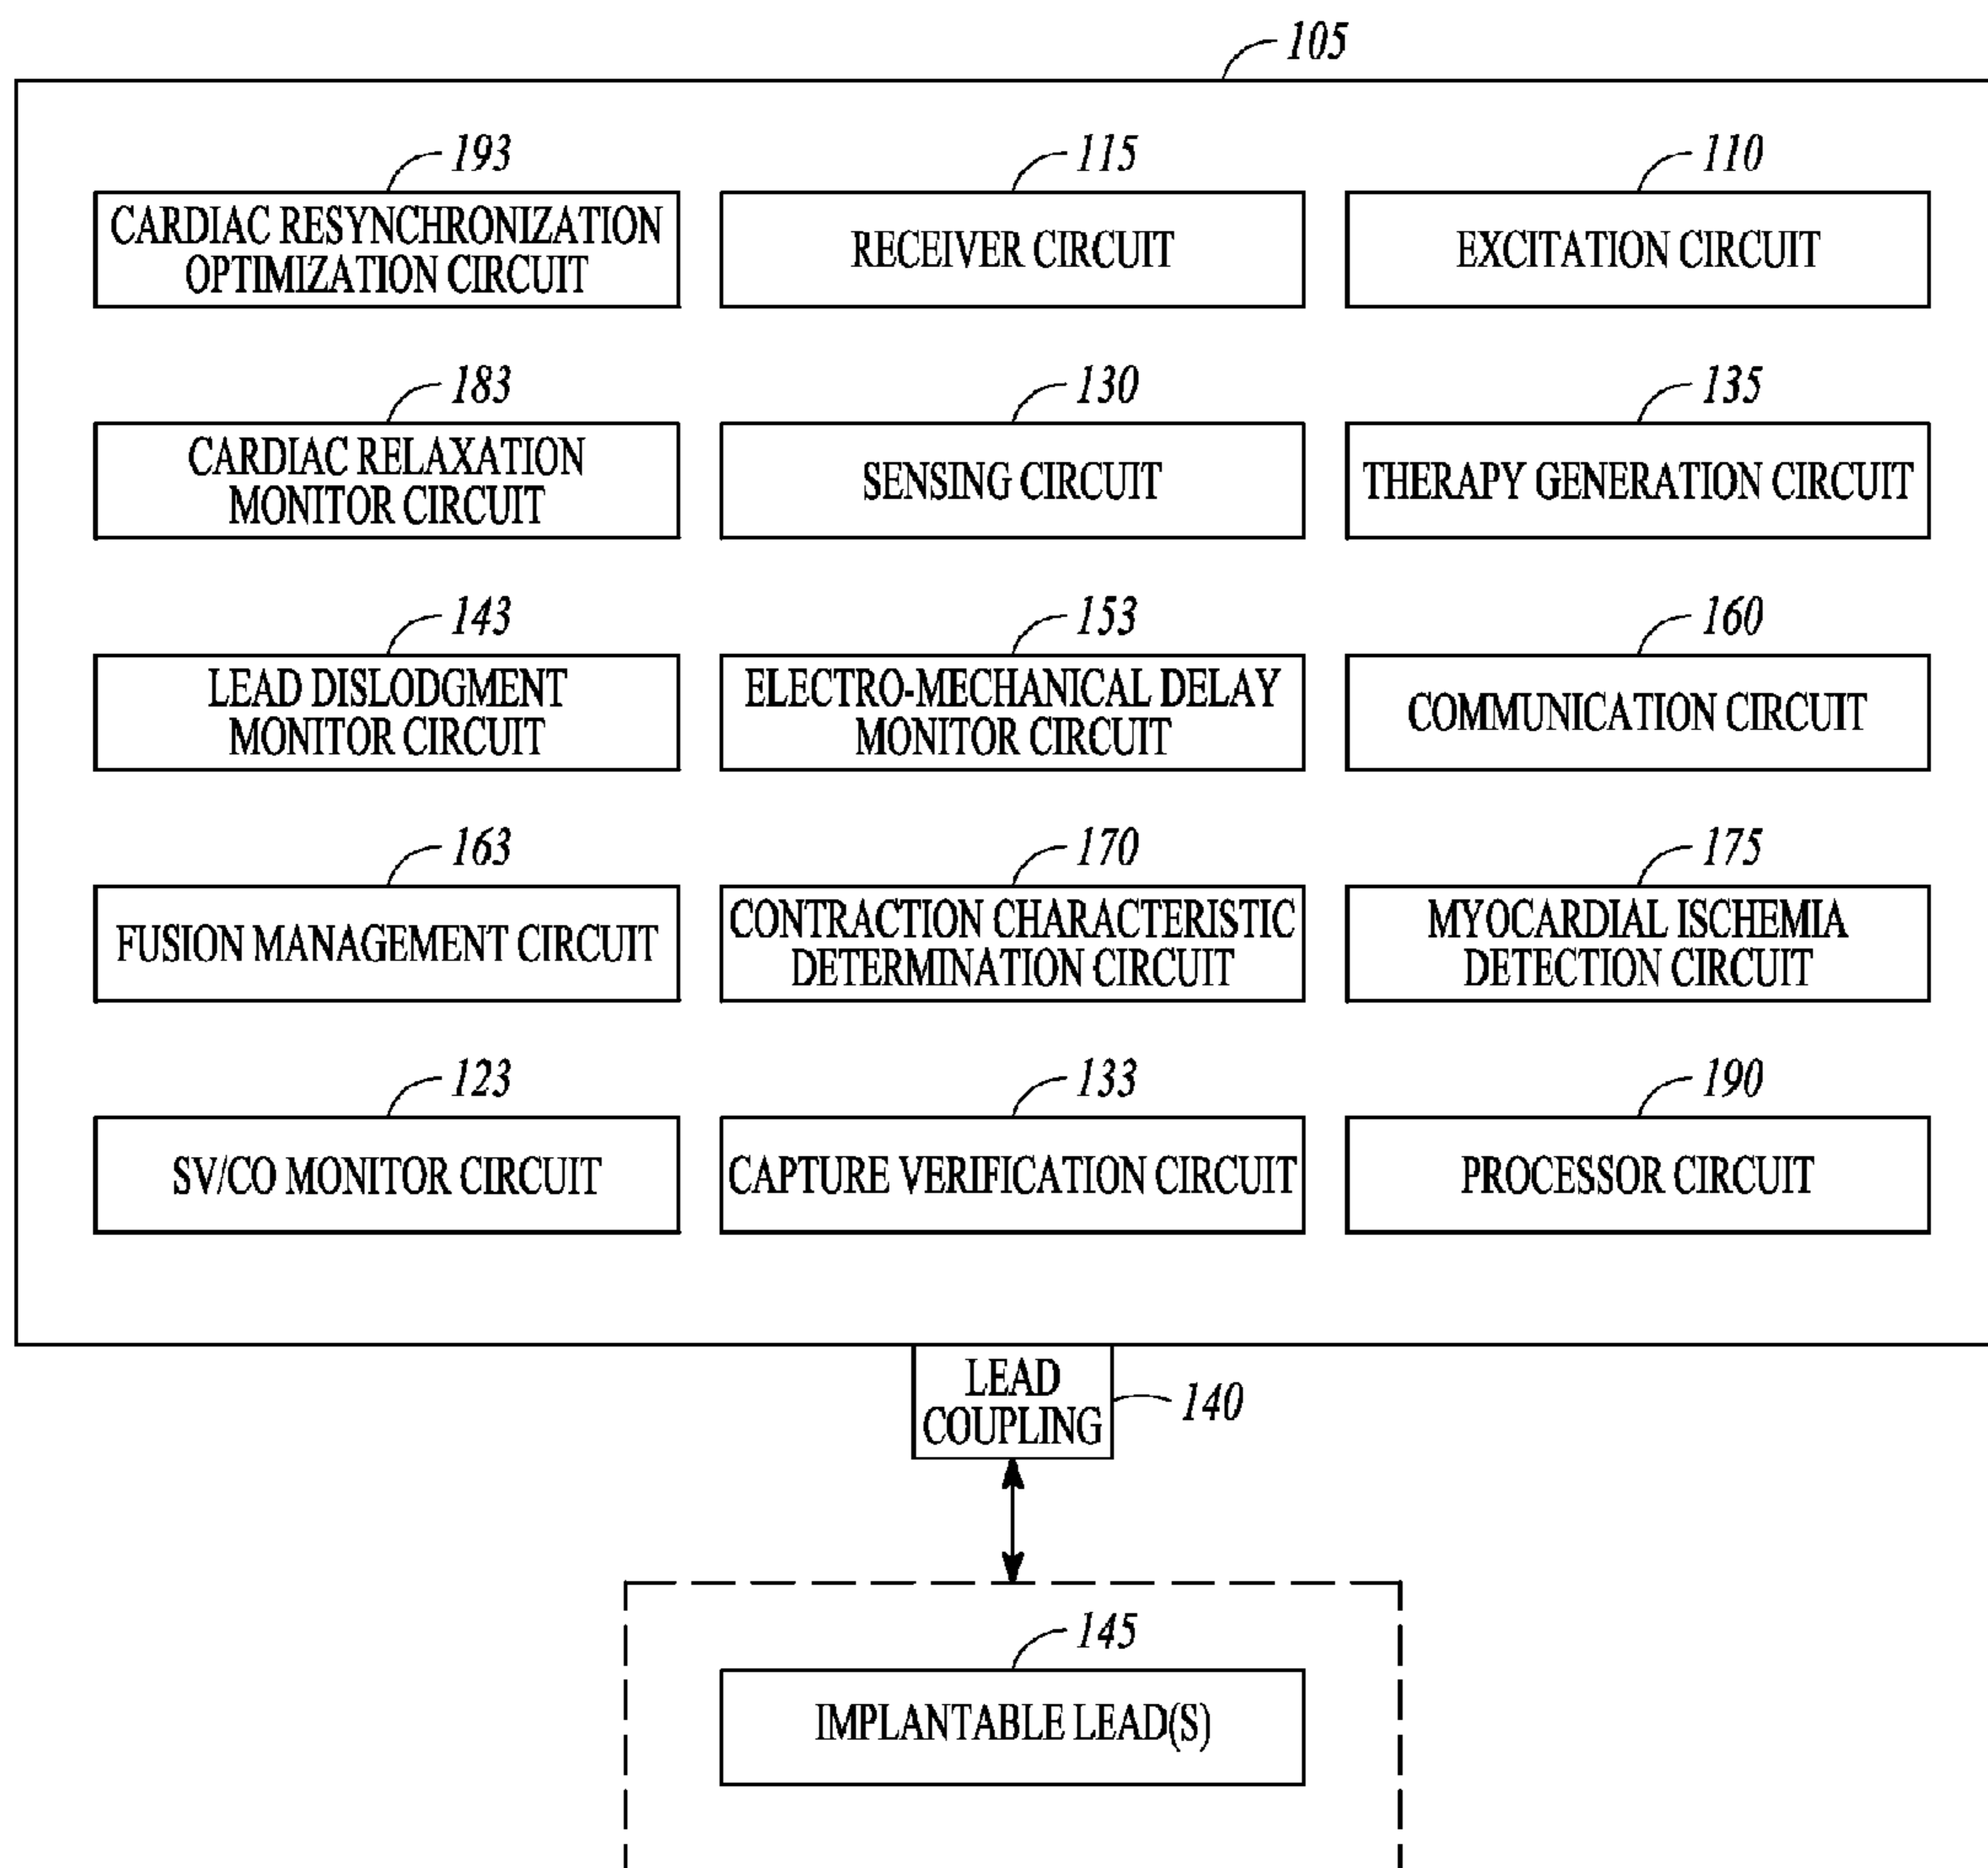 105
193
115
110
CARDIAC RESYNCHRONIZATION
OPTIMIZATION CIRCUIT
RECEIVER CIRCUIT
EXCITATION CIRCUIT
183
130
135
CARDIAC RELAXATION
MONITOR CIRCUIT
SENSING CIRCUIT
THERAPY GENERATION CIRCUIT
143
153
160
LEAD DISLODGMENT
MONITOR CIRCUIT
ELECTRO-MECHANICAL DELAY
MONITOR CIRCUIT
COMMUNICATION CIRCUIT
163
170
175
FUSION MANAGEMENT CIRCUIT
CONTRACTION CHARACTERISTIC
DETERMINATION CIRCUIT
MYOCARDIAL ISCHEMIA
DETECTION CIRCUIT
123
133
190
SV/CO MONITOR CIRCUIT
CAPTURE VERIFICATION CIRCUIT
PROCESSOR CIRCUIT
LEAD
COUPLING
140
145
IMPLANTABLE LEAD(S)